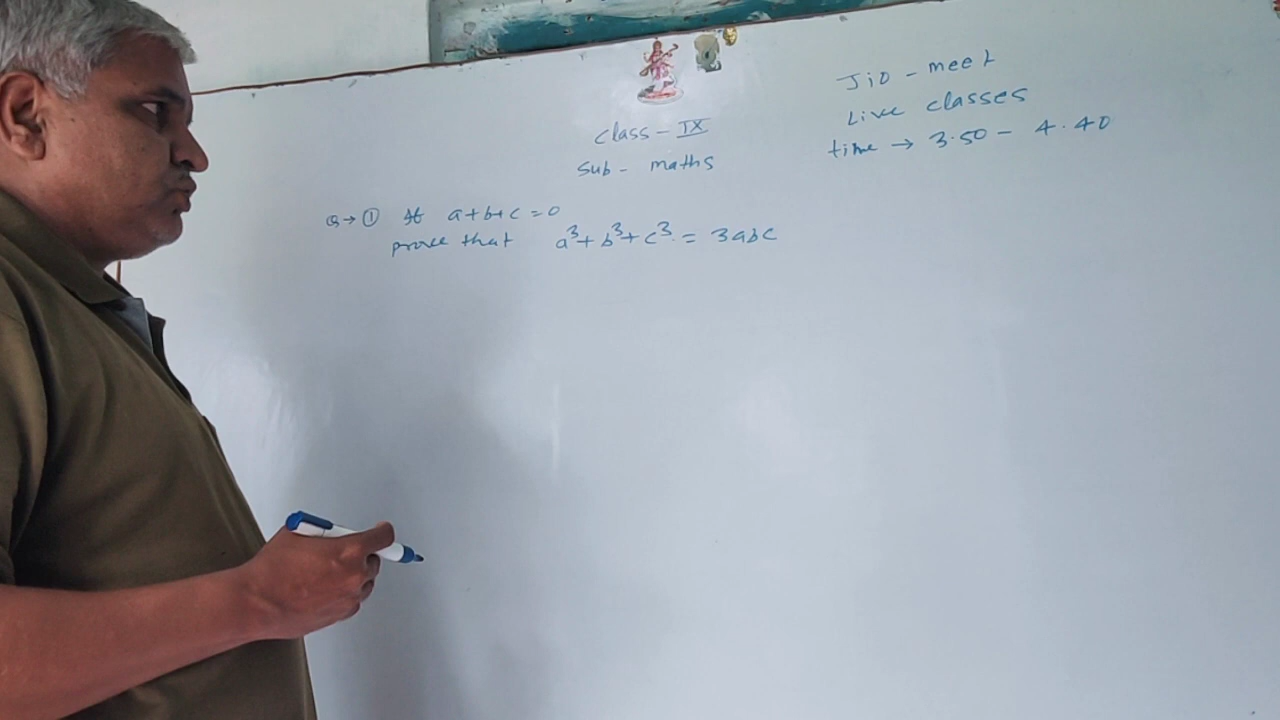 Jio - meet
Live classes
time → 3.50 - 4.40
class - IX
Sub - maths
Q→① If a+b+c=0
prove that a³+b³+c³=3abc